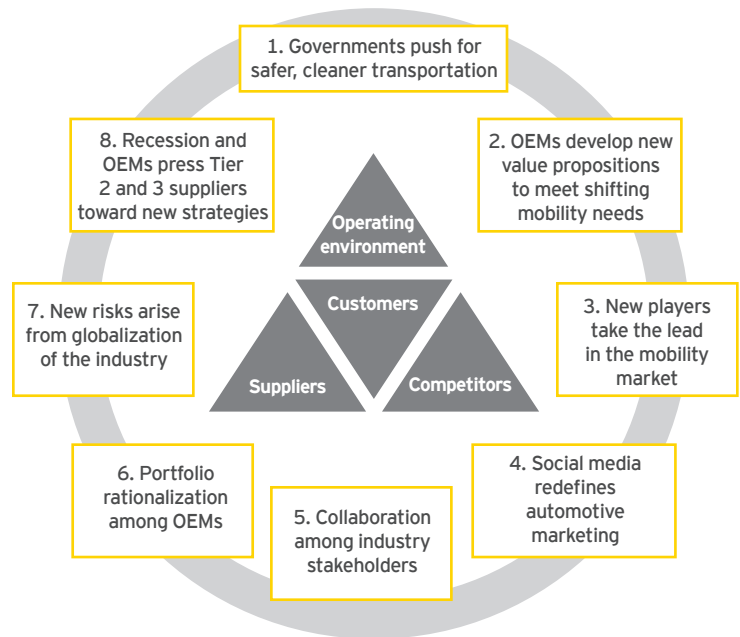 1. Governments push for
safer, cleaner transportation
2. OEMs develop new
value propositions
to meet shifting
mobility needs
3. New players
take the lead
in the mobility
market
4. Social media
redefines
automotive
marketing
5. Collaboration
among industry
stakeholders
6. Portfolio
rationalization
among OEMs
7. New risks arise
from globalization
of the industry
8. Recession and
OEMs press Tier
2 and 3 suppliers
toward new strategies
Operating
environment
Customers
Suppliers
Competitors